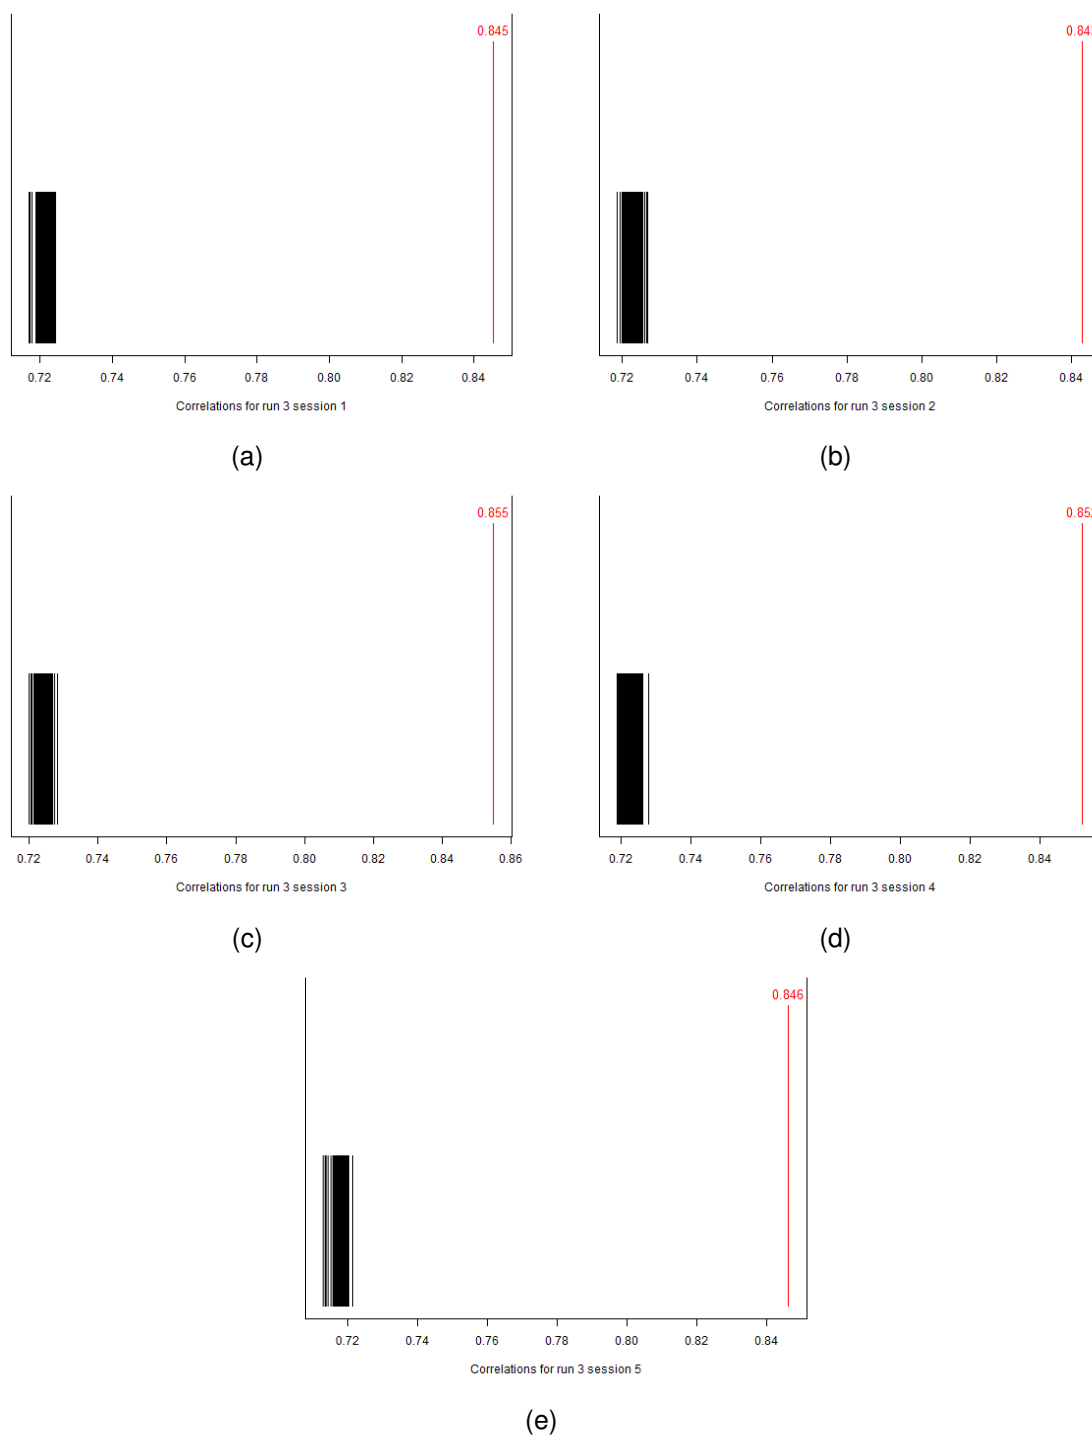 0.845
0.72 0.74 0.76 0.78 0.80 0.82 0.84
Correlations for run 3 session 1
(a)
0.72 0.74 0.76 0.78 0.80 0.82 0.84
Correlations for run 3 session 2
(b)
0.855
0.72 0.74 0.76 0.78 0.80 0.82 0.84 0.86
Correlations for run 3 session 3
(c)
0.72 0.74 0.76 0.78 0.80 0.82 0.84
Correlations for run 3 session 4
(d)
0.846
0.72 0.74 0.76 0.78 0.80 0.82 0.84
Correlations for run 3 session 5
(e)